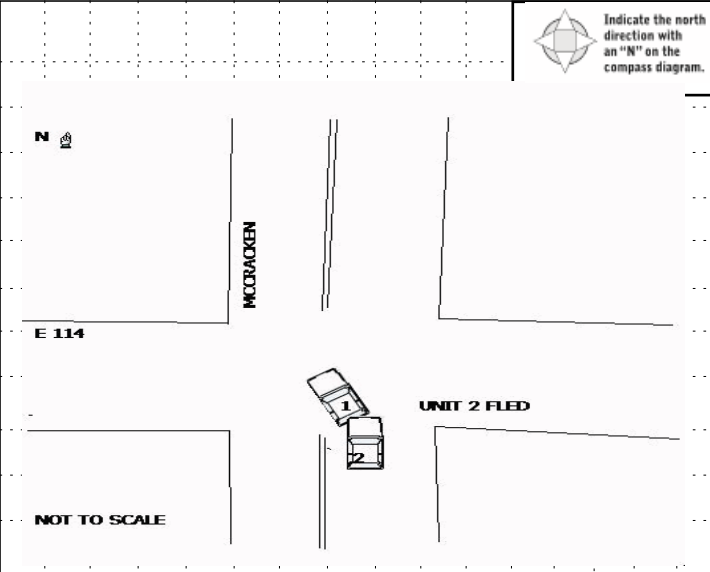 Indicate the north
direction with
an “N” on the
compass diagram.
N
MCCRACKEN
E 114
1
UNIT 2 FLED
2
NOT TO SCALE